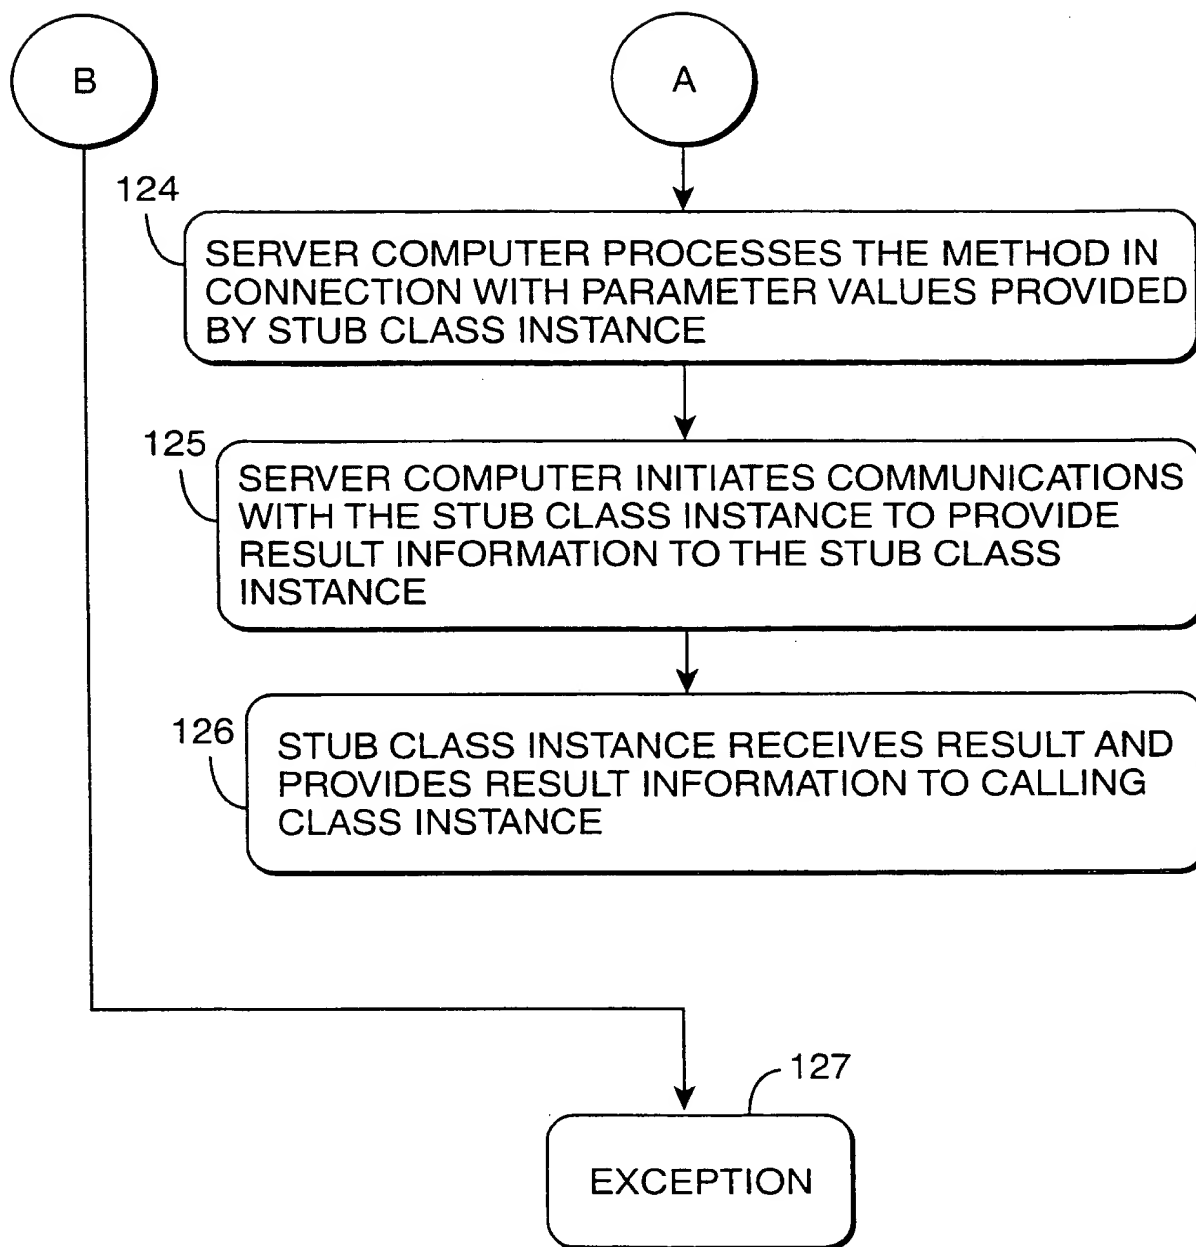 B
A
124
SERVER COMPUTER PROCESSES THE METHOD IN
CONNECTION WITH PARAMETER VALUES PROVIDED
BY STUB CLASS INSTANCE
125
SERVER COMPUTER INITIATES COMMUNICATIONS
WITH THE STUB CLASS INSTANCE TO PROVIDE
RESULT INFORMATION TO THE STUB CLASS
INSTANCE
126
STUB CLASS INSTANCE RECEIVES RESULT AND
PROVIDES RESULT INFORMATION TO CALLING
CLASS INSTANCE
127
EXCEPTION